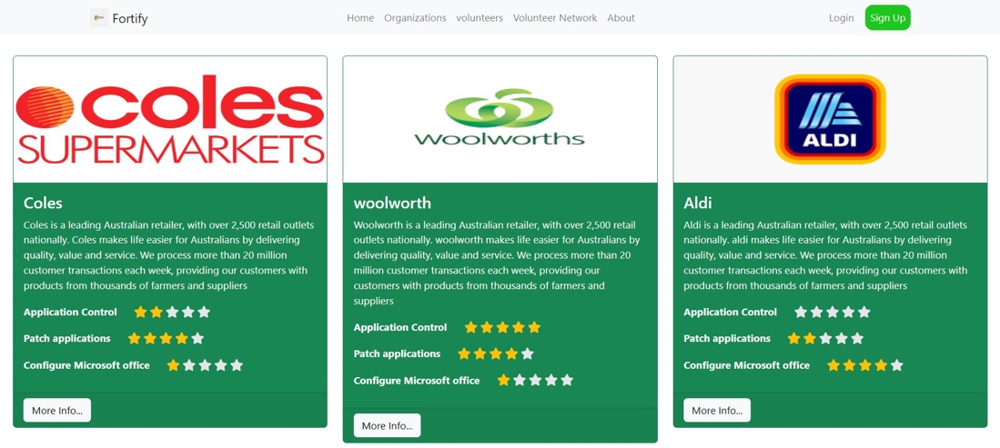 Fortify
Home Organizations volunteers Volunteer Network About
Login Sign Up
coles
SUPERMARKETS
Coles
Coles is a leading Australian retailer, with over 2,500 retail outlets
nationally. Coles makes life easier for Australians by delivering
quality, value and service. We process more than 20 million
customer transactions each week, providing our customers with
products from thousands of farmers and suppliers
Application Control
Patch applications
Configure Microsoft office
More Info...
Woolworths
woolworth
Woolworth is a leading Australian retailer, with over 2,500 retail
outlets nationally. woolworth makes life easier for Australians by
delivering quality, value and service. We process more than 20
million customer transactions each week, providing our
customers with products from thousands of farmers and
suppliers
Application Control
Patch applications
Configure Microsoft office
More Info...
ALDI
Aldi
Aldi is a leading Australian retailer, with over 2,500 retail outlets
nationally. aldi makes life easier for Australians by delivering
quality, value and service. We process more than 20 million
customer transactions each week, providing our customers with
products from thousands of farmers and suppliers
Application Control
Patch applications
Configure Microsoft office
More Info...